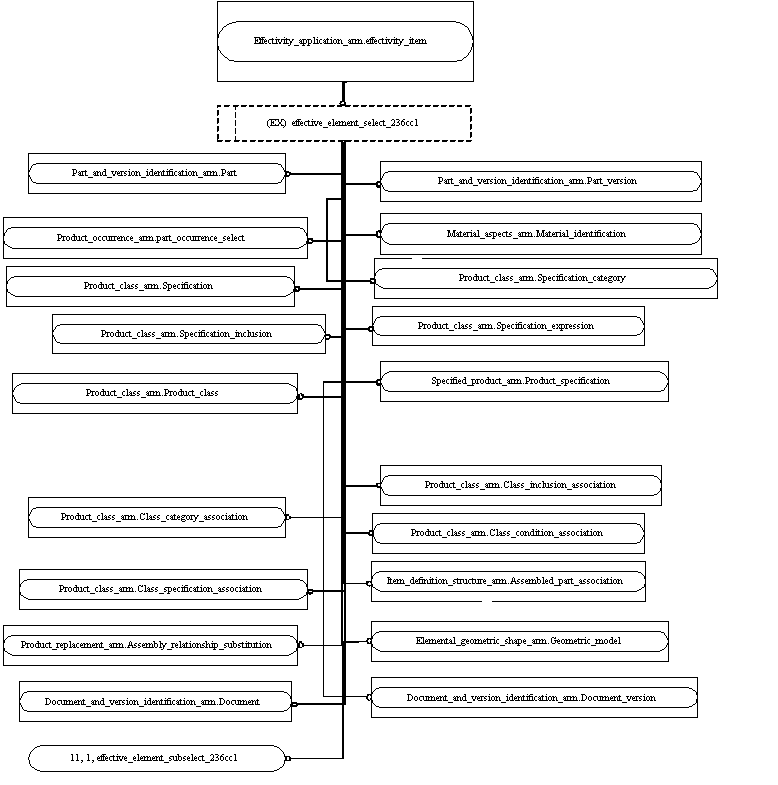 Effectivity_application_arm.effectivity_item
(EX) effective_element_select_236cc1
Part_and_version_identification_arm.Part
Part_and_version_identification_arm.Part_version
Product_occurrence_arm.part_occurrence_select
Material_aspects_arm.Material_identification
Product_class_arm.Specification
Product_class_arm.Specification_category
Product_class_arm.Specification_inclusion
Product_class_arm.Specification_expression
Product_class_arm.Product_class
Specified_product_arm.Product_specification
Product_class_arm.Class_inclusion_association
Product_class_arm.Class_category_association
Product_class_arm.Class_condition_association
Product_class_arm.Class_specification_association
Item_definition_structure_arm.Assembled_part_association
Product_replacement_arm.Assembly_relationship_substitution
Elemental_geometric_shape_arm.Geometric_model
Document_and_version_identification_arm.Document
Document_and_version_identification_arm.Document_version
11, 1, effective_element_subselect_236cc1